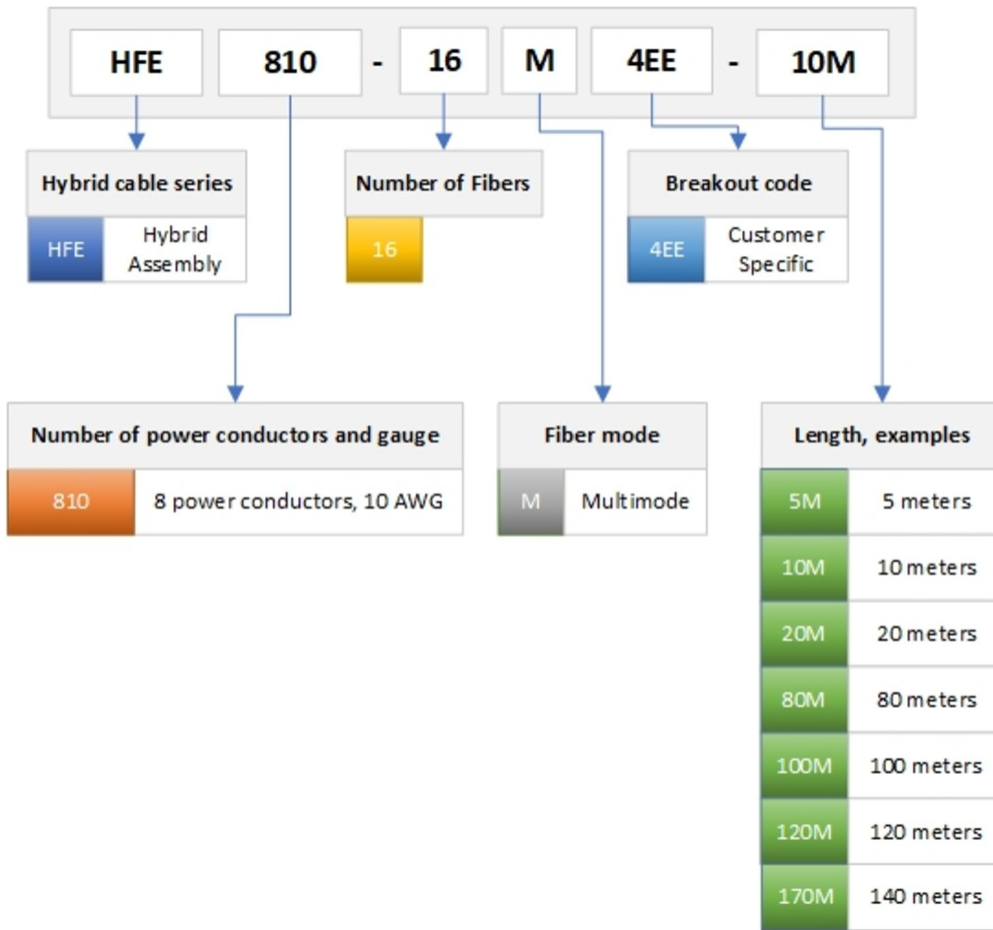 HFE 810 - 16 M 4EE - 10M
Hybrid cable series
HFE Hybrid
Assembly
Number of Fibers
16
Breakout code
4EE Customer
Specific
Number of power conductors and gauge
810 8 power conductors, 10 AWG
Fiber mode
M Multimode
Length, examples
5M 5 meters
10M 10 meters
20M 20 meters
80M 80 meters
100M 100 meters
120M 120 meters
170M 140 meters